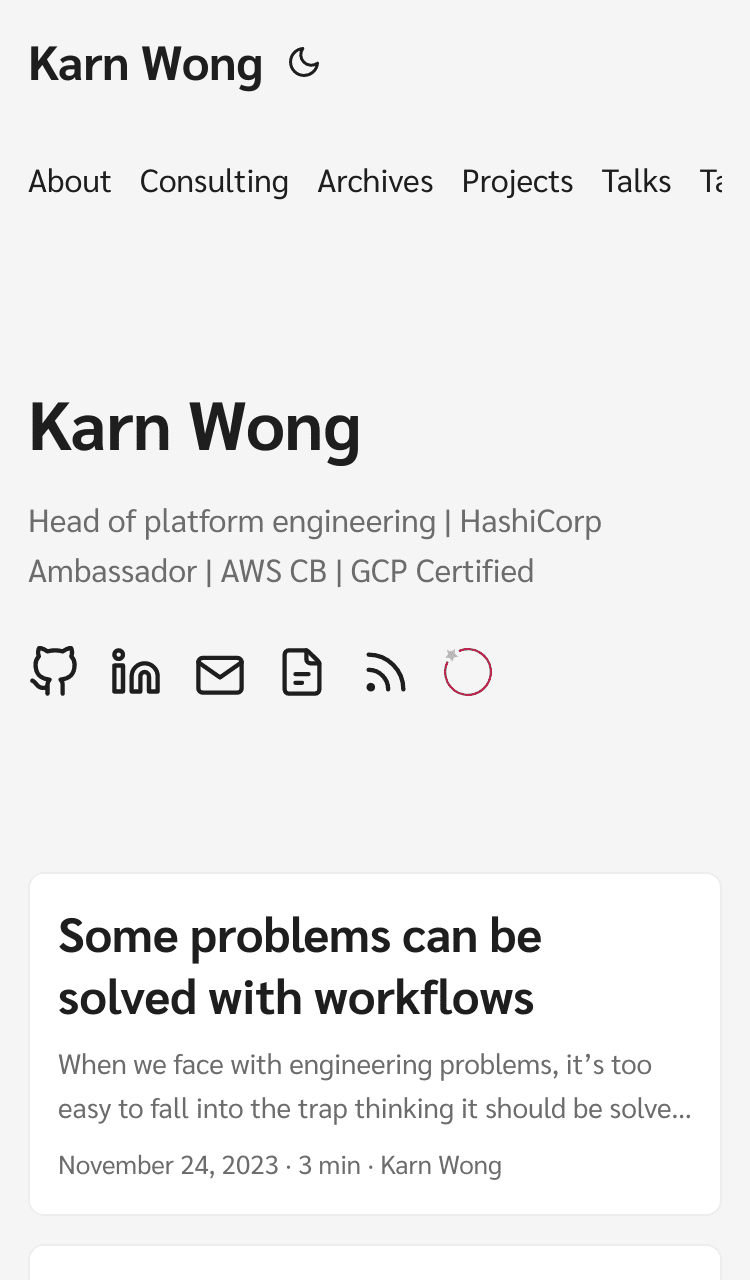 Karn Wong
About Consulting Archives Projects Talks
Karn Wong
Head of platform engineering | HashiCorp
Ambassador | AWS CB | GCP Certified
Some problems can be
solved with workflows
When we face with engineering problems, it’s too
easy to fall into the trap thinking it should be solve...
November 24, 2023 · 3 min · Karn Wong